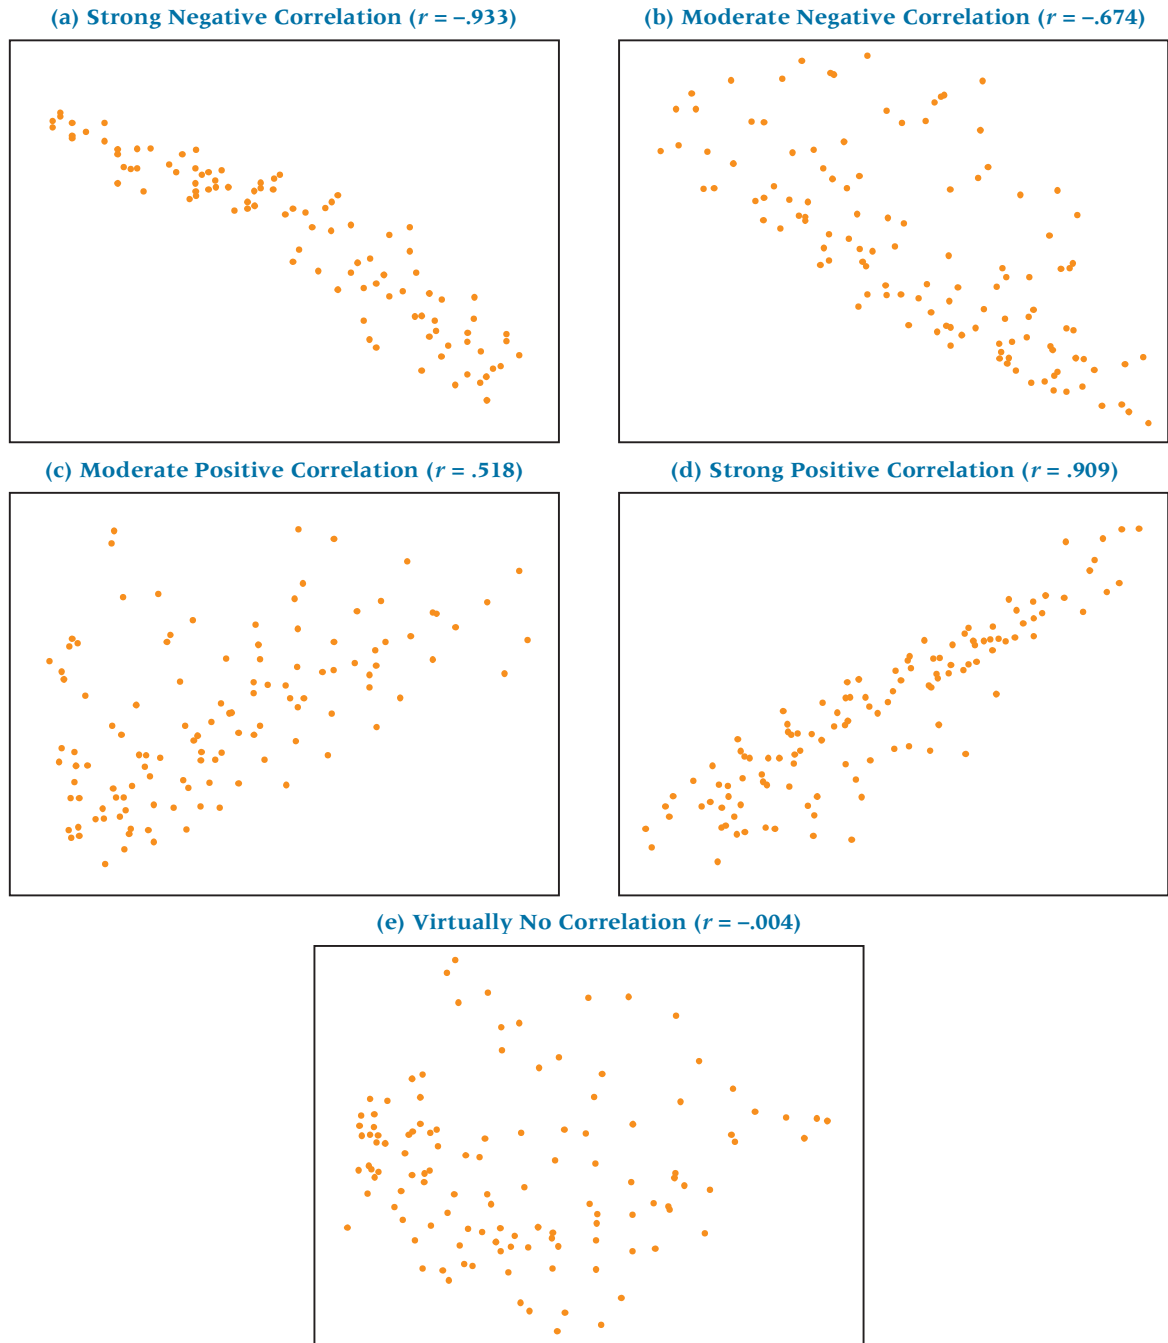 (a) Strong Negative Correlation (r = –.933)
(b) Moderate Negative Correlation (r = –.674)
(c) Moderate Positive Correlation (r = .518)
(d) Strong Positive Correlation (r = .909)
(e) Virtually No Correlation (r = –.004)